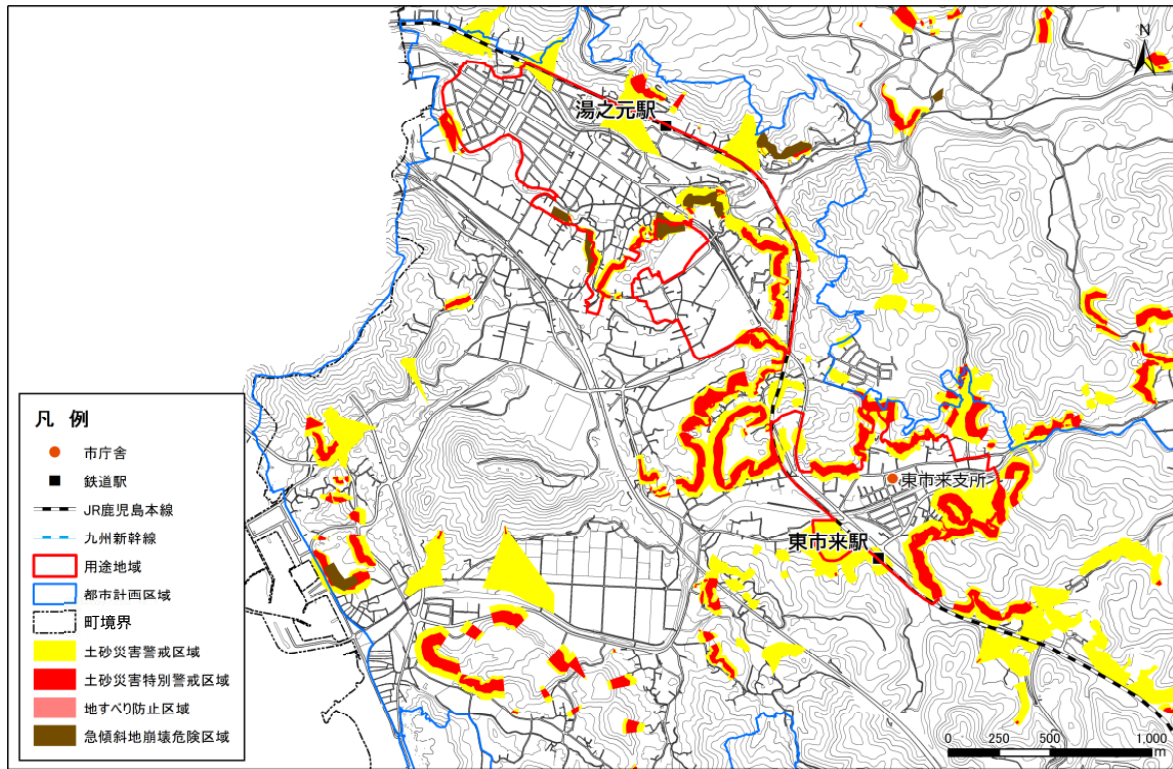 N
湯之元駅
東市来支所
東市来駅
凡 例
市庁舎
鉄道駅
JR鹿児島本線
九州新幹線
用途地域
都市計画区域
町境界
土砂災害警戒区域
土砂災害特別警戒区域
地すべり防止区域
急傾斜地崩壊危険区域
0 250 500 1,000
m